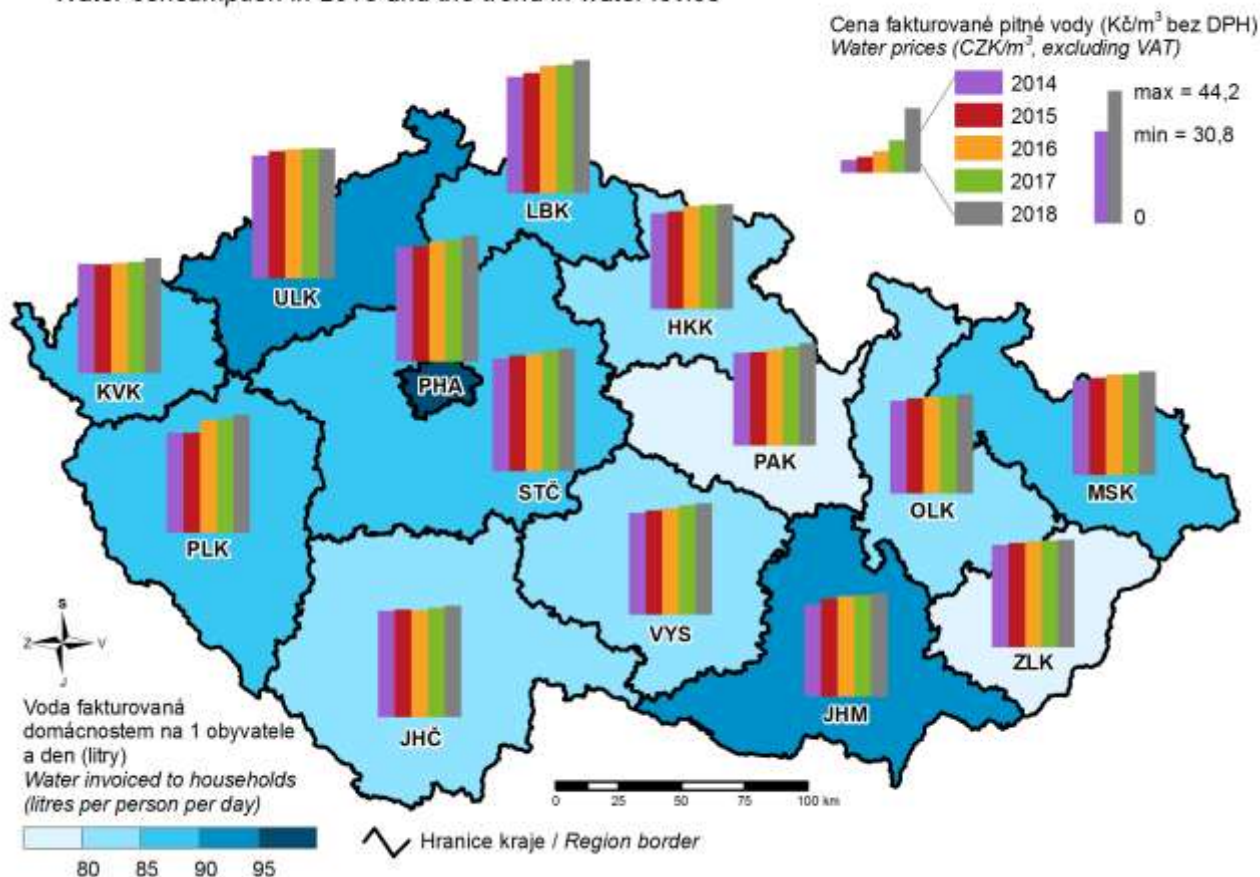 Cena fakturované pitné vody (Kč/m³ bez DPH)
Water prices (CZK/m³, excluding VAT)
2014
2015
2016
2017
2018
max = 44,2
min = 30,8
0
LBK
ULK
HKK
KVK
PHA
PAK
STČ
OLK
MSK
PLK
VYS
ZLK
JHČ
JHM
S
Z V
J
Voda fakturovaná
domácnostem na 1 obyvatele
a den (litry)
Water invoiced to households
(litres per person per day)
80 85 90 95
0 25 50 75 100 km
Hranice kraje / Region border